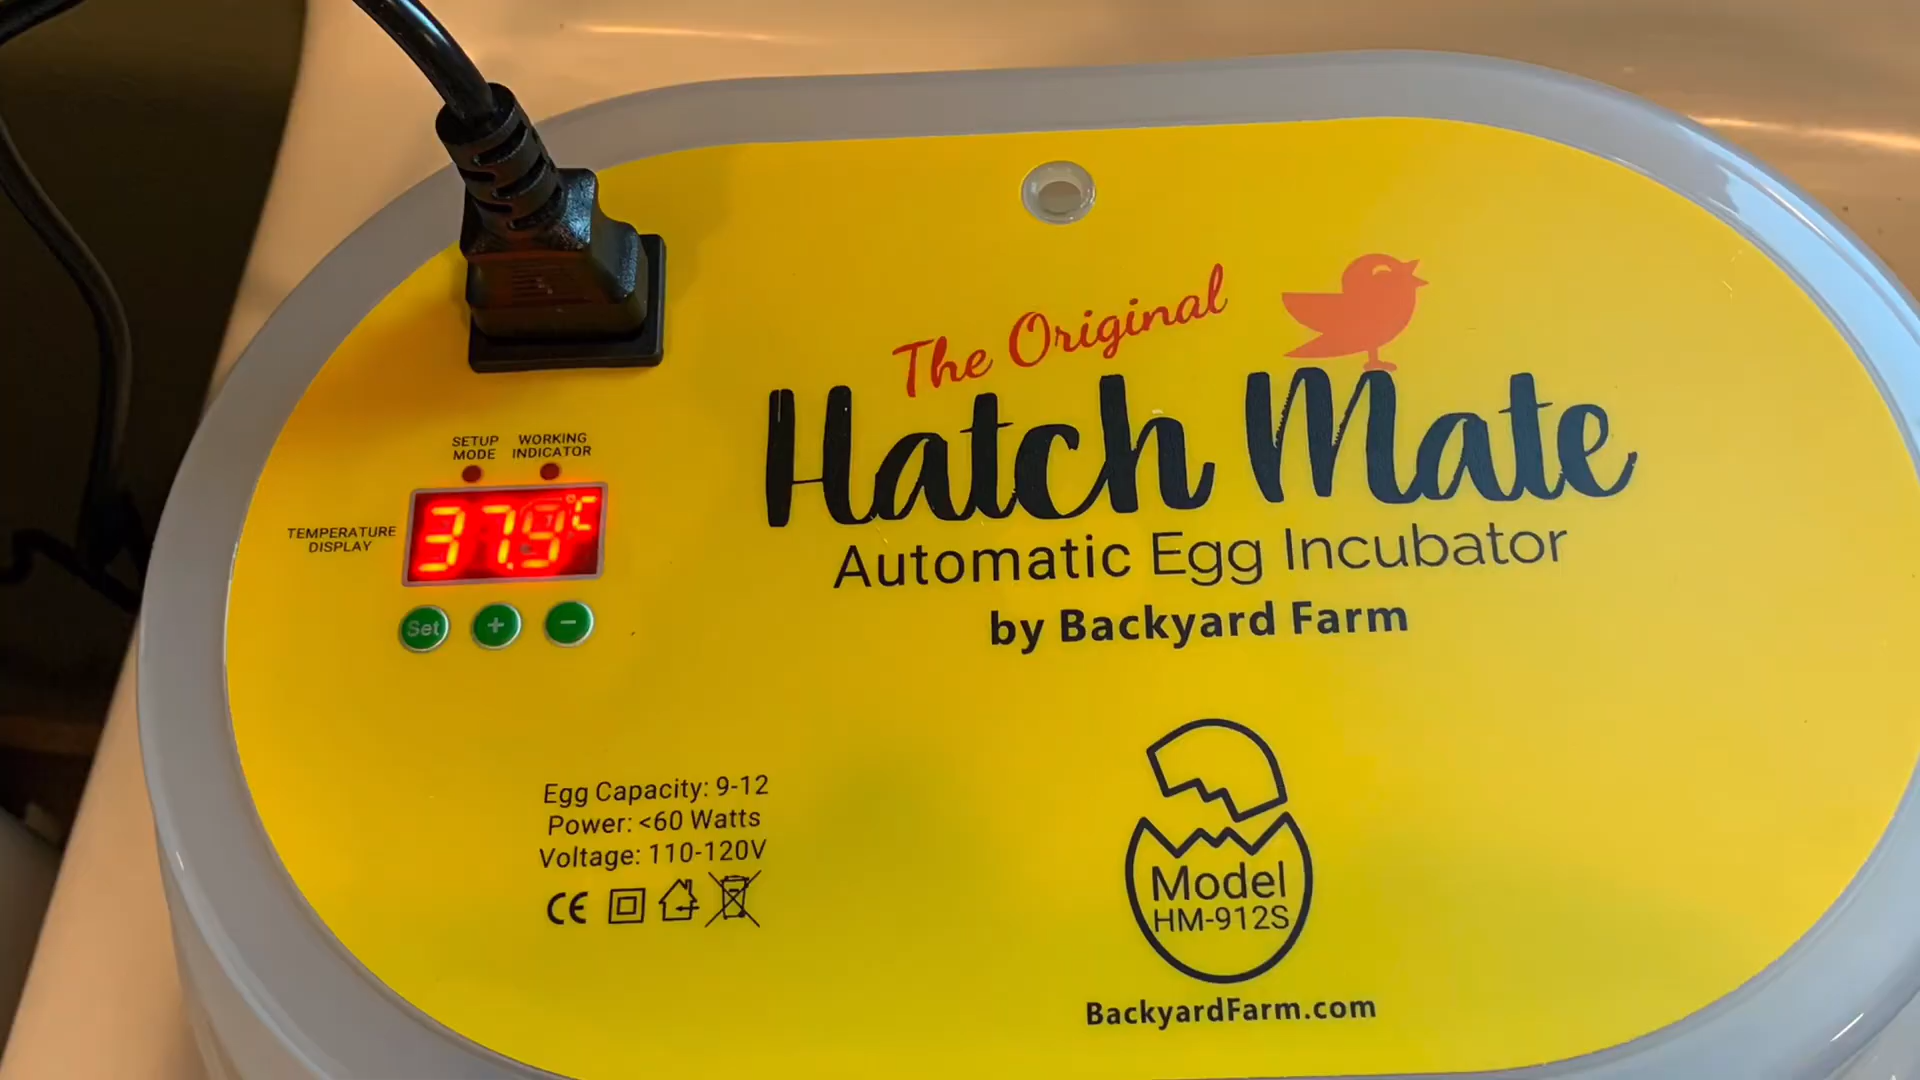 The Original
Hatch Mate
Automatic Egg Incubator
by Backyard Farm
SETUP MODE
WORKING INDICATOR
TEMPERATURE DISPLAY
37.9°C
Set
+
-
Egg Capacity: 9-12
Power: <60 Watts
Voltage: 110-120V
CE
Model
HM-912S
BackyardFarm.com